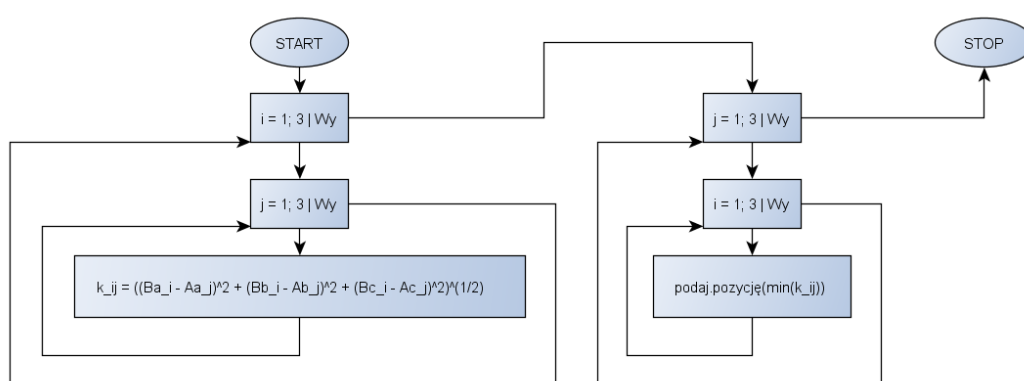 START
i = 1; 3 | Wy
j = 1; 3 | Wy
k_ij = ((Ba_i - Aa_j)^2 + (Bb_i - Ab_j)^2 + (Bc_i - Ac_j)^2)^(1/2)
STOP
j = 1; 3 | Wy
i = 1; 3 | Wy
podaj.pozycję(min(k_ij))